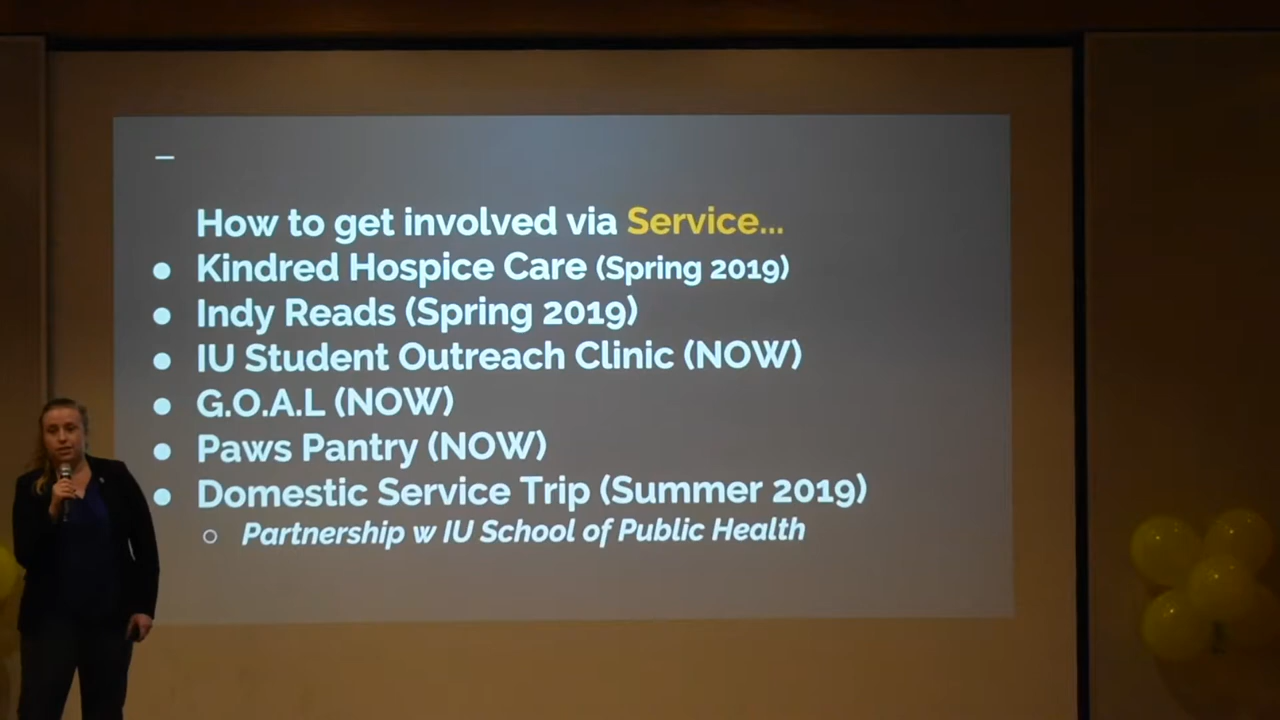 How to get involved via Service...
● Kindred Hospice Care (Spring 2019)
● Indy Reads (Spring 2019)
● IU Student Outreach Clinic (NOW)
● G.O.A.L (NOW)
● Paws Pantry (NOW)
● Domestic Service Trip (Summer 2019)
○ Partnership w IU School of Public Health